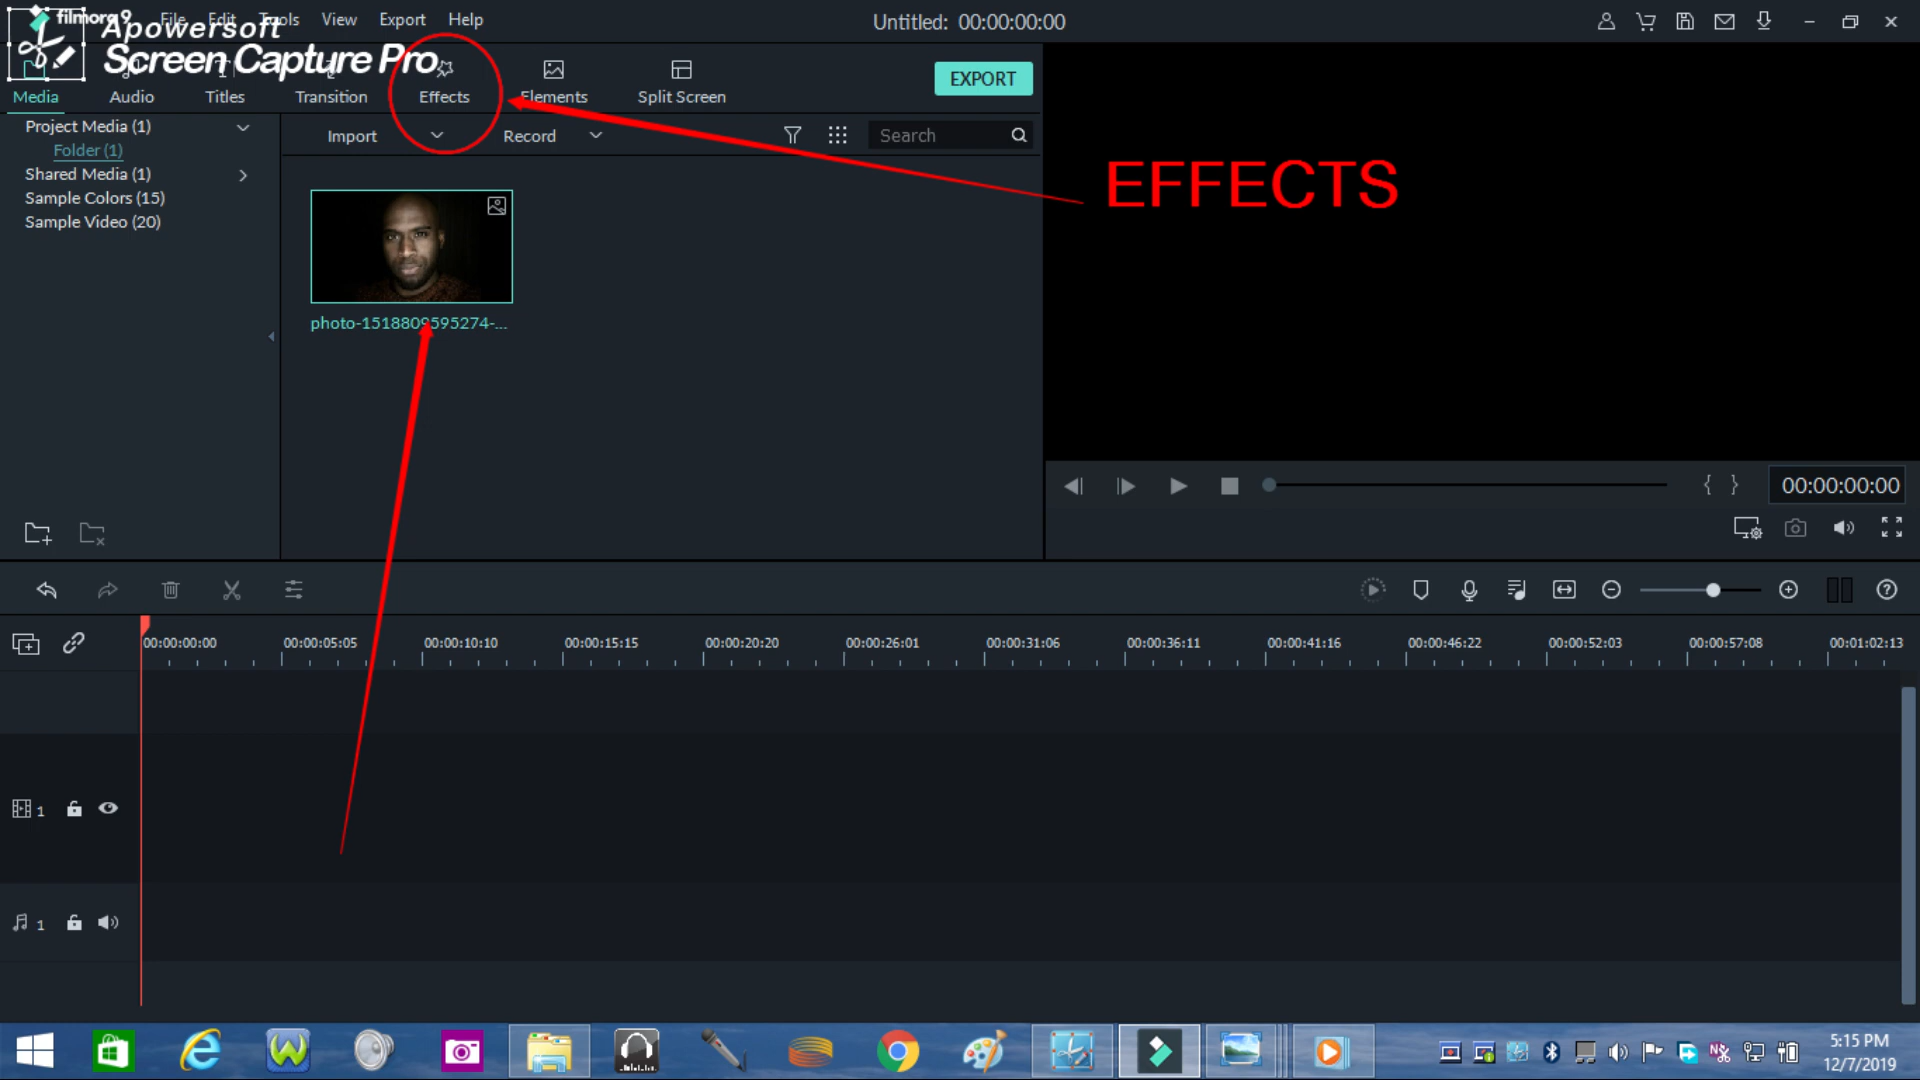 filmora 9 File Edit Tools View Export Help
Untitled: 00:00:00:00
Apowersoft
Screen Capture Pro
Media Audio Titles Transition Effects Elements Split Screen
EXPORT
Project Media (1)
Folder (1)
Shared Media (1)
Sample Colors (15)
Sample Video (20)
Import Record Search
photo-1518809595274-...
EFFECTS
{ } 00:00:00:00
00:00:00:00 00:00:05:05 00:00:10:10 00:00:15:15 00:00:20:20 00:00:26:01 00:00:31:06 00:00:36:11 00:00:41:16 00:00:46:22 00:00:52:03 00:00:57:08 00:01:02:13
1
1
5:15 PM
12/7/2019